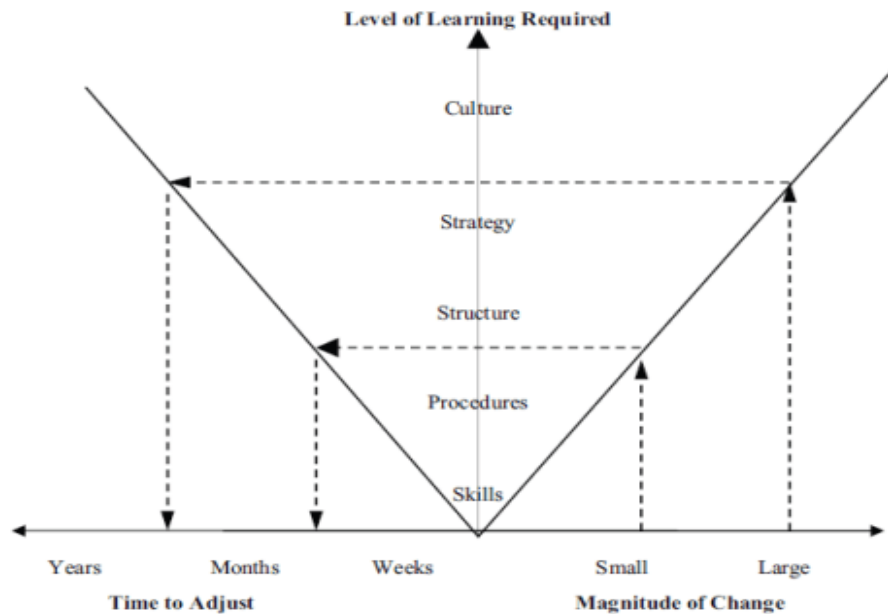 Level of Learning Required
Culture
Strategy
Structure
Procedures
Skills
Years Months Weeks Small Large
Time to Adjust Magnitude of Change